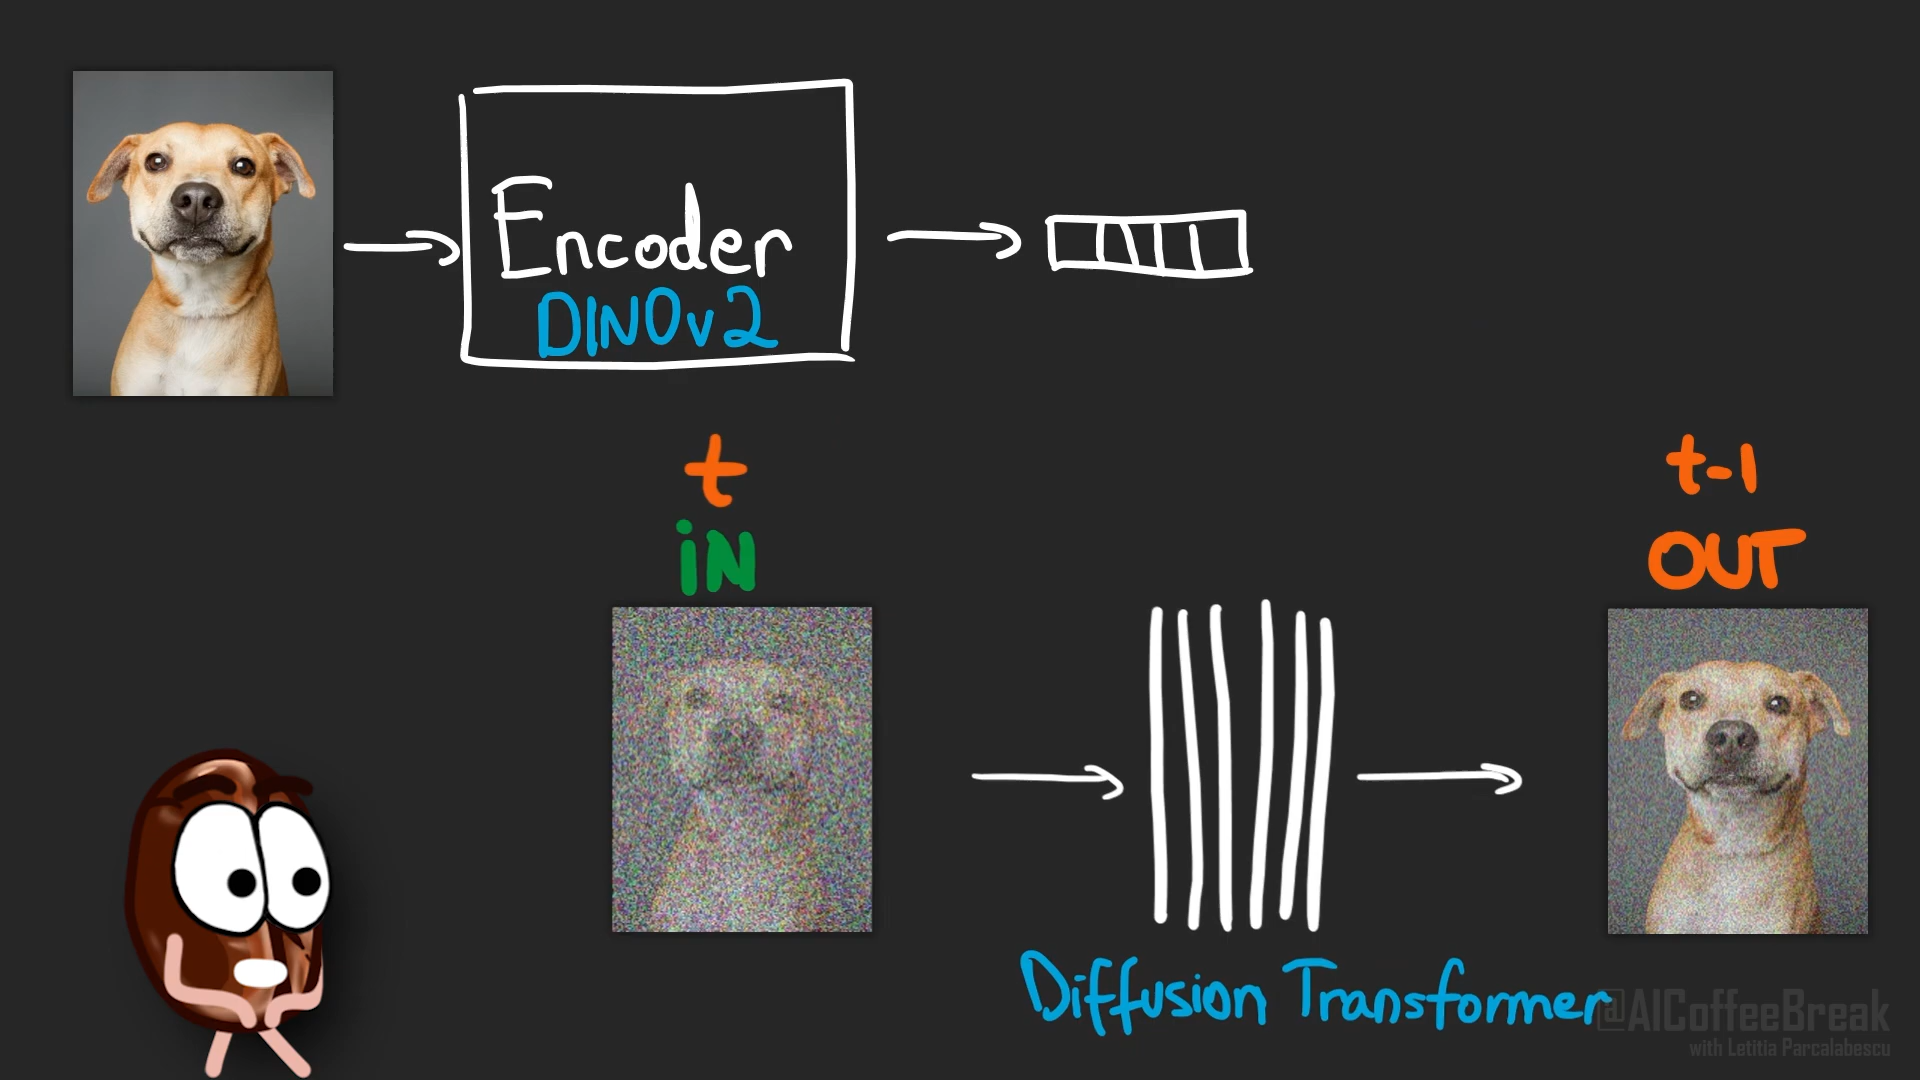 Encoder
DINOv2
t
iN
t-1
OUT
Diffusion Transformer
@AICoffeeBreak
with Letitia Parcalabescu